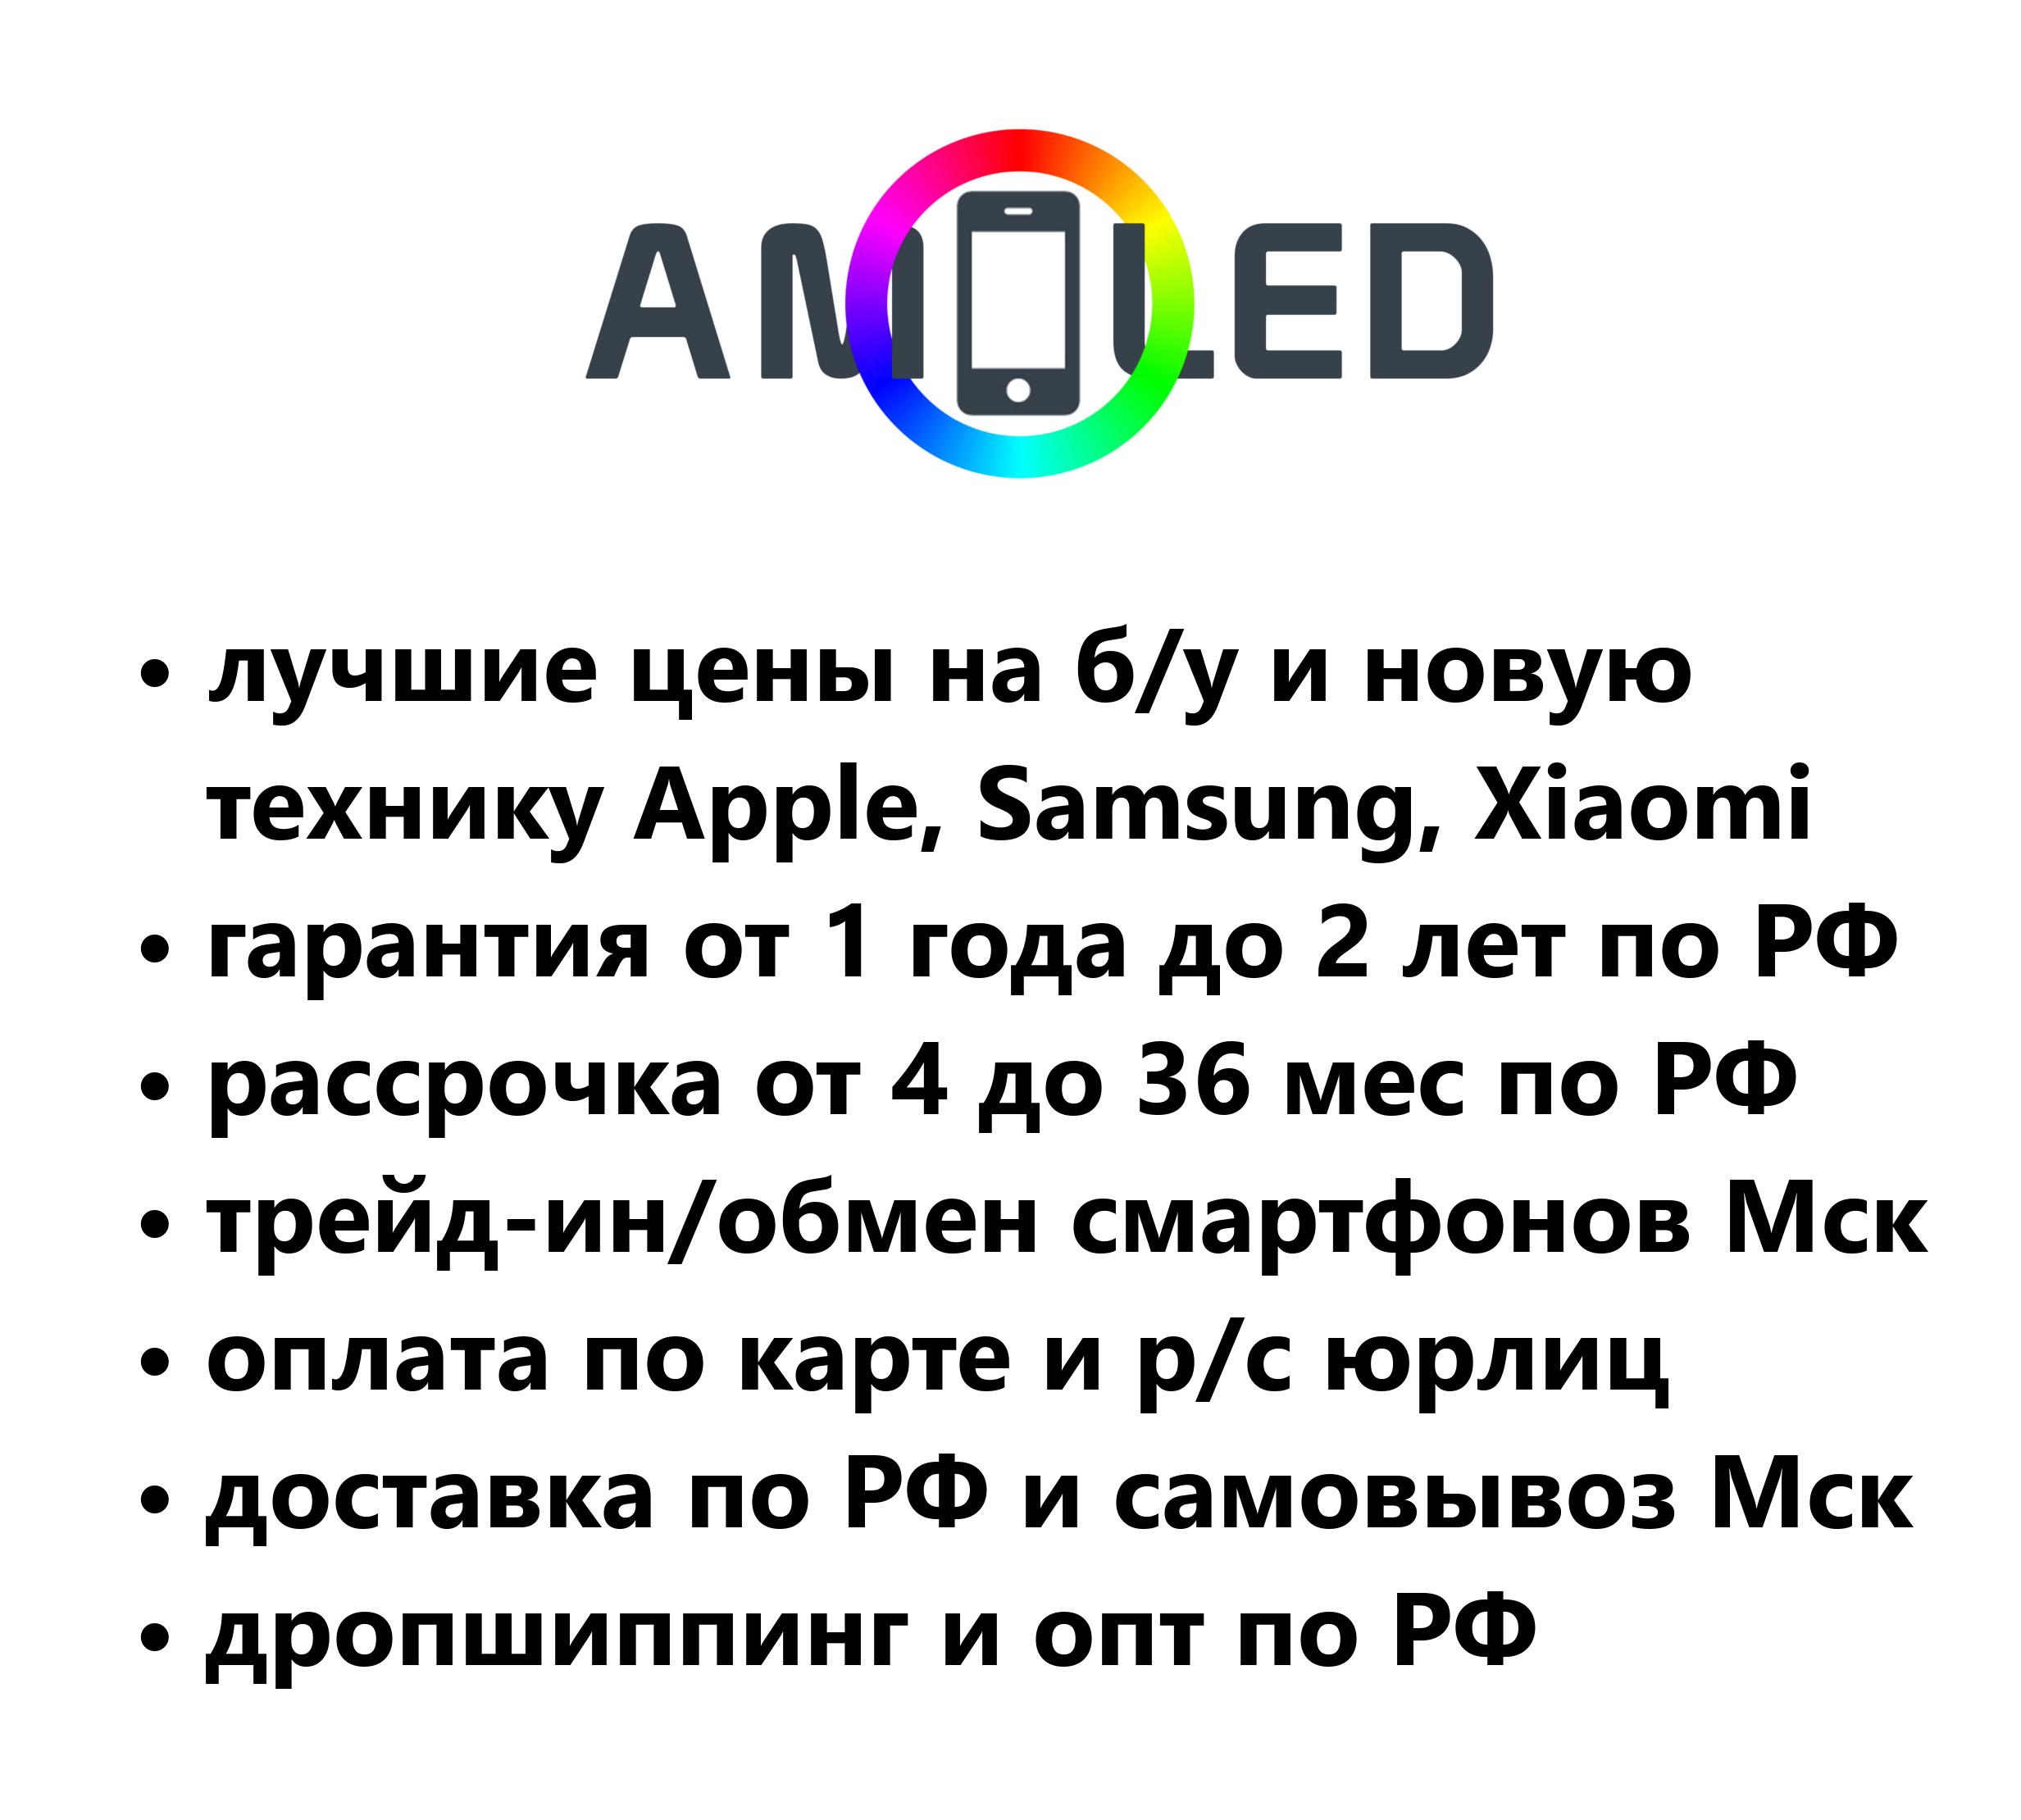 AMOLED
• лучшие цены на б/у и новую
технику Apple, Samsung, Xiaomi
• гарантия от 1 года до 2 лет по РФ
• рассрочка от 4 до 36 мес по РФ
• трейд-ин/обмен смартфонов Мск
• оплата по карте и р/с юрлиц
• доставка по РФ и самовывоз Мск
• дропшиппинг и опт по РФ